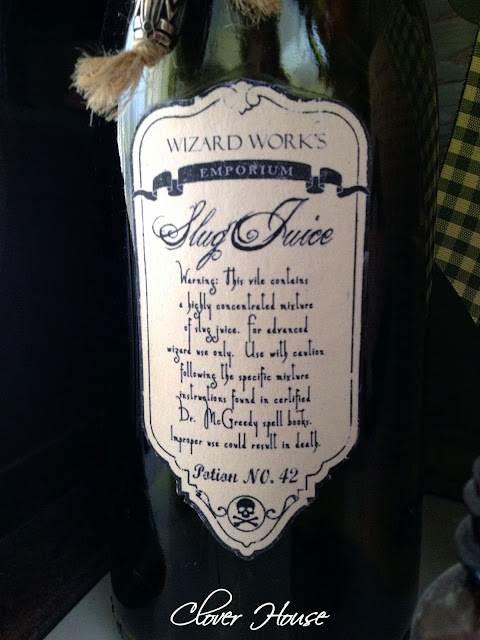 WIZARD WORK'S
EMPORIUM
Slug Juice
Warning: This vile contains
a highly concentrated mixture
of slug juice. For advanced
wizard use only. Use with caution
following the specific mixture
instructions found in certified
Dr. McGreedy spell books.
Improper use could result in death.
Potion NO. 42
Clover House